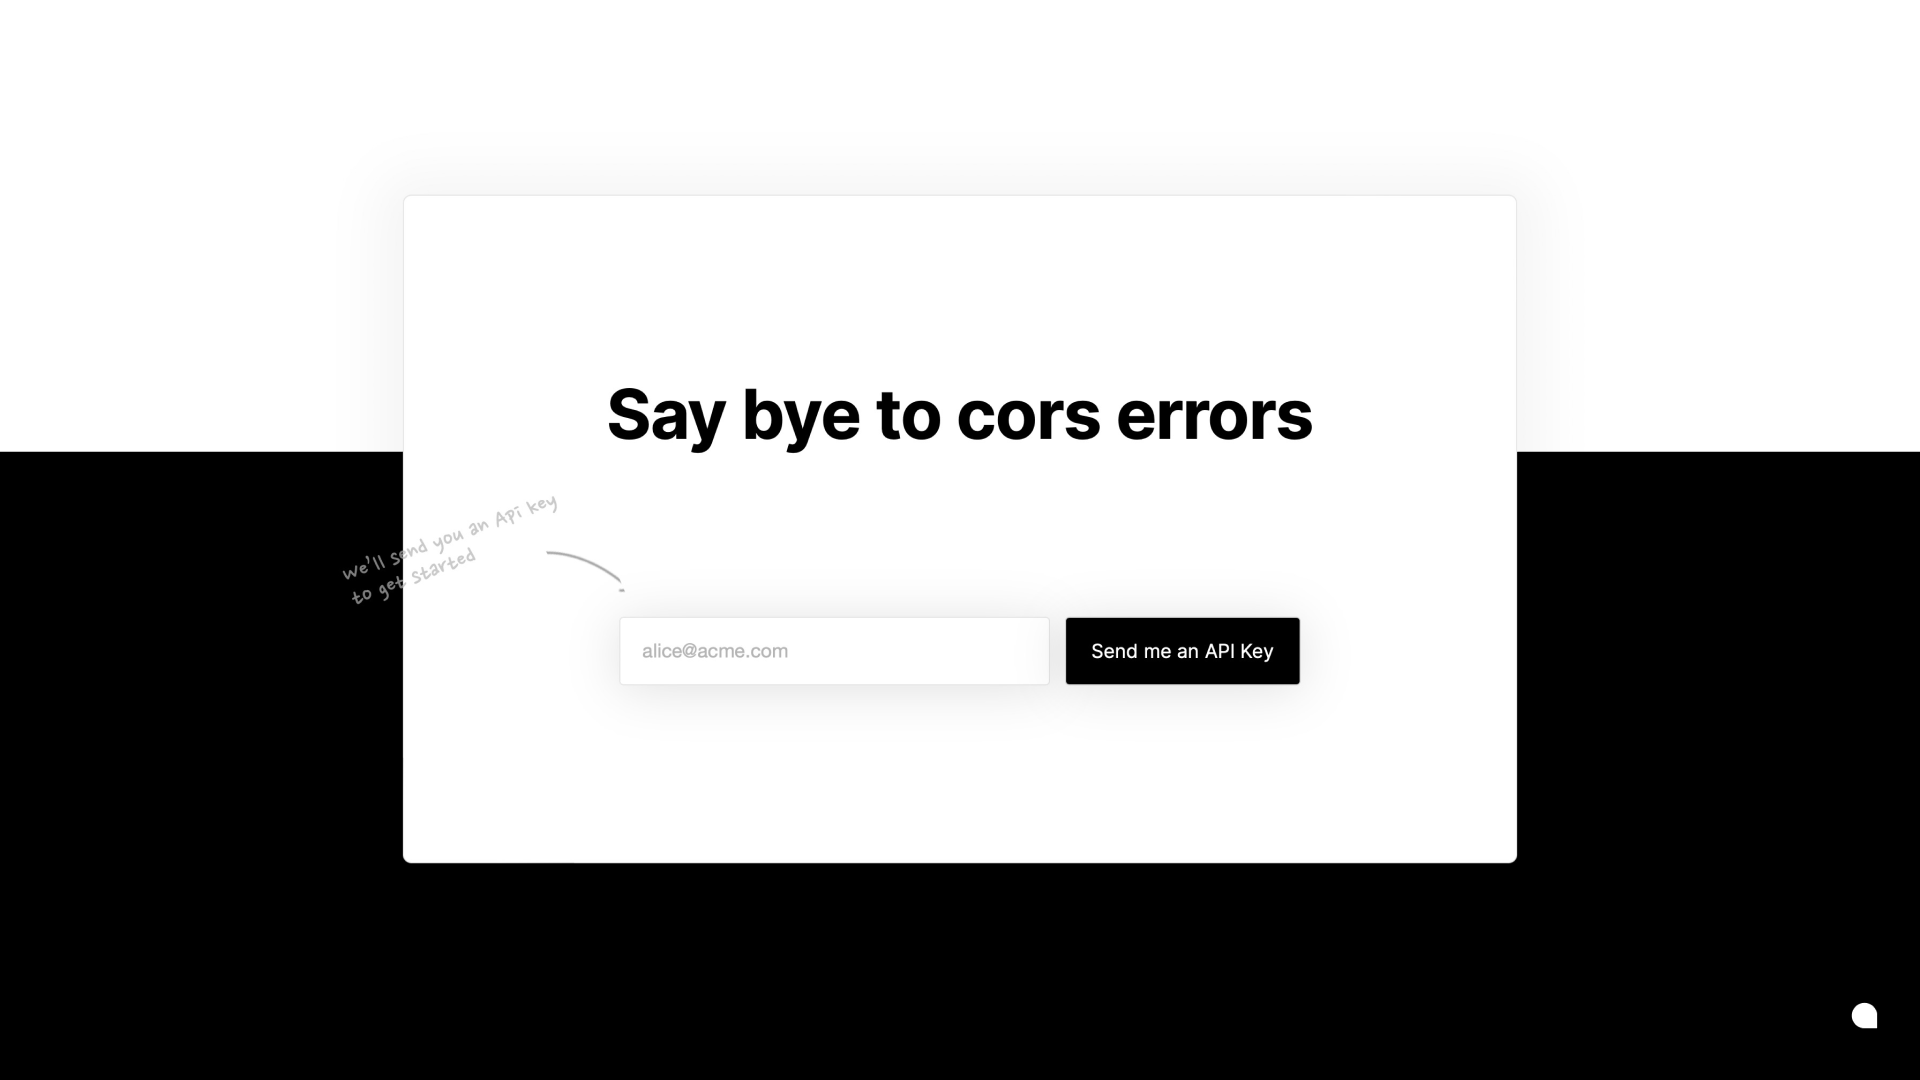 Say bye to cors errors
we'll send you an Api key
to get started
alice@acme.com
Send me an API Key